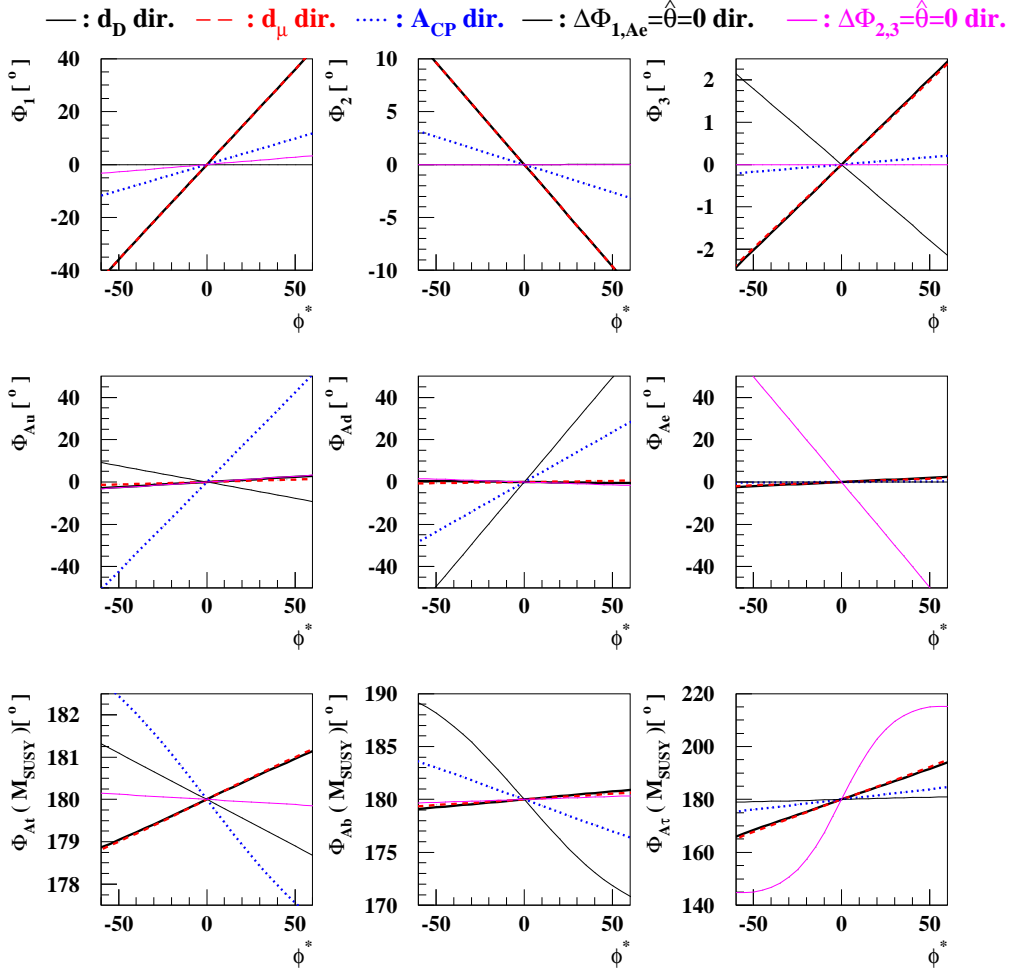 — : d_D dir. – – : d_μ dir. ····· : A_CP dir. — : ΔΦ_1,Ae=θ̂=0 dir. — : ΔΦ_2,3=θ̂=0 dir.
Φ_1 [ ° ]
40
20
0
-20
-40
-50 0 50
ϕ*
Φ_2 [ ° ]
10
5
0
-5
-10
-50 0 50
ϕ*
Φ_3 [ ° ]
2
1
0
-1
-2
-50 0 50
ϕ*
Φ_Au [ ° ]
40
20
0
-20
-40
-50 0 50
ϕ*
Φ_Ad [ ° ]
40
20
0
-20
-40
-50 0 50
ϕ*
Φ_Ae [ ° ]
40
20
0
-20
-40
-50 0 50
ϕ*
Φ_At ( M_SUSY )[ ° ]
182
181
180
179
178
-50 0 50
ϕ*
Φ_Ab ( M_SUSY )[ ° ]
190
185
180
175
170
-50 0 50
ϕ*
Φ_Aτ ( M_SUSY )[ ° ]
220
200
180
160
140
-50 0 50
ϕ*